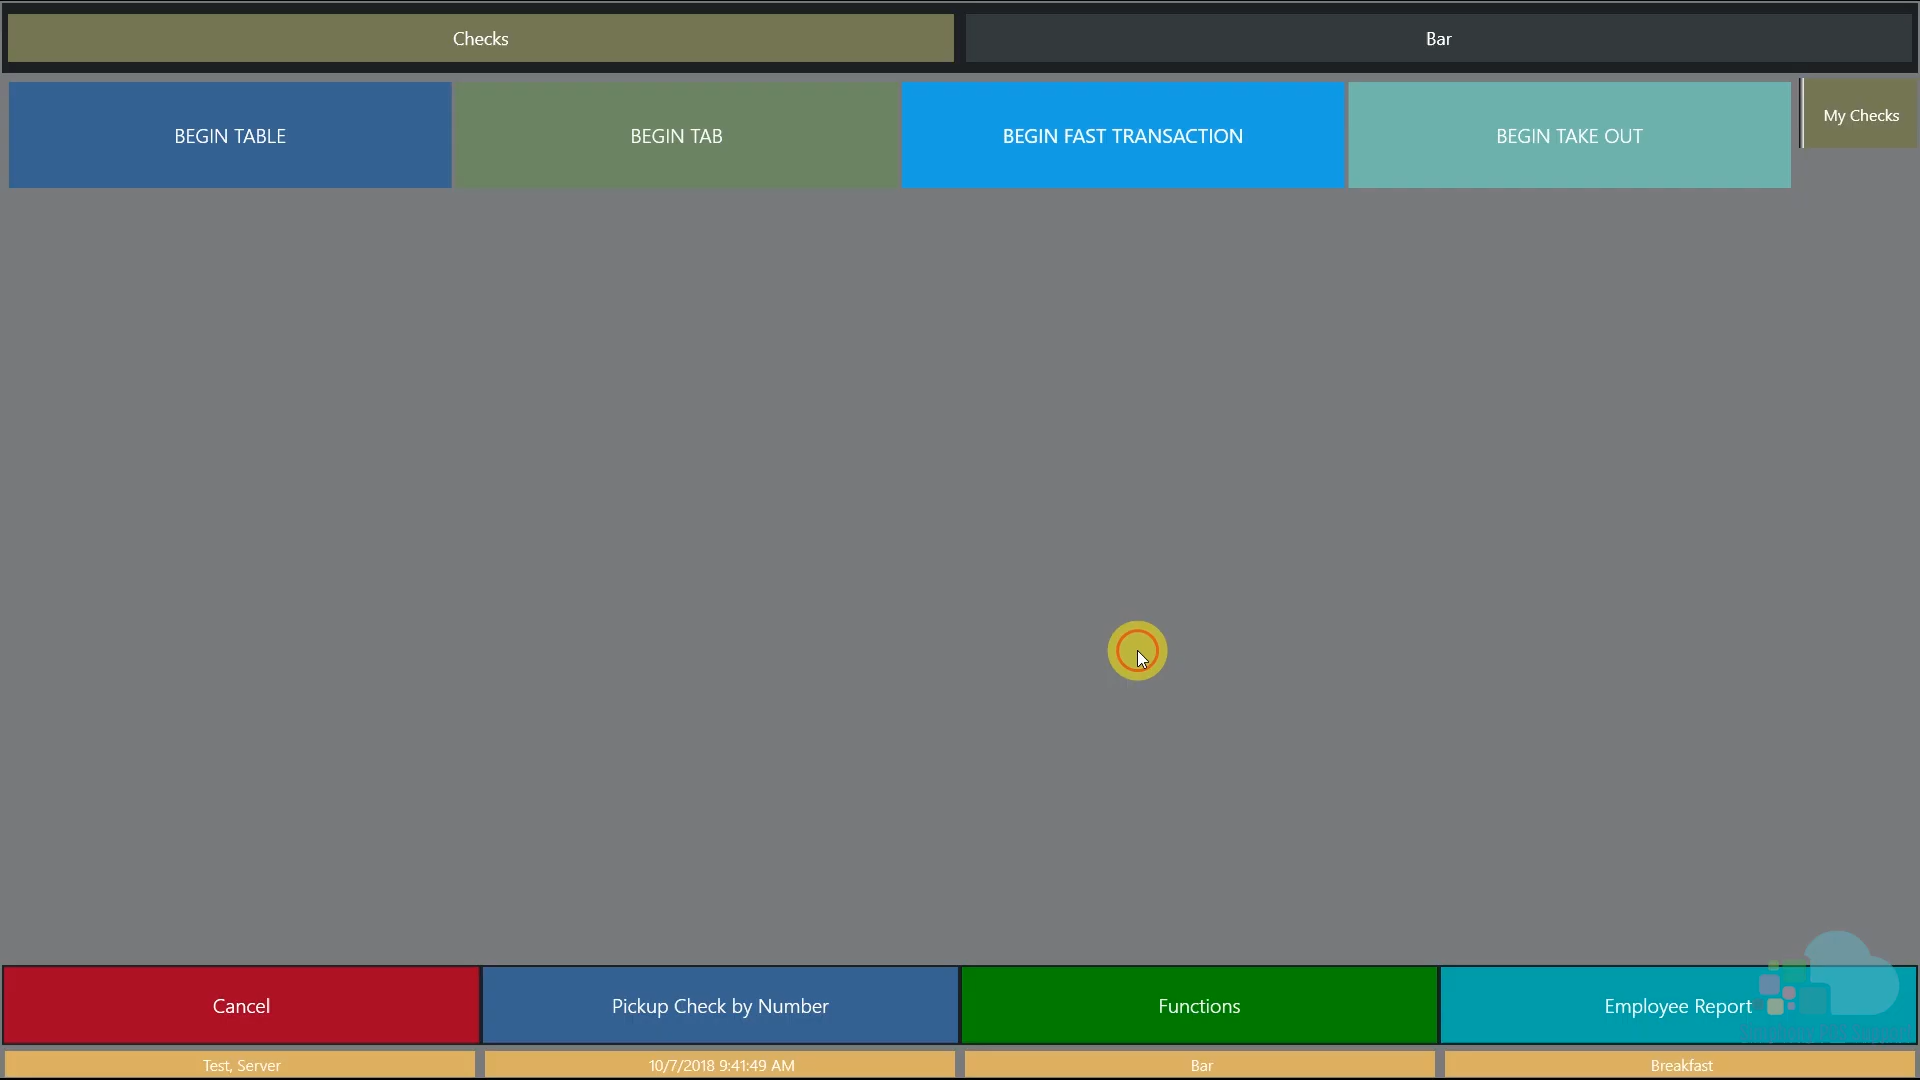 Checks
Bar
BEGIN TABLE
BEGIN TAB
BEGIN FAST TRANSACTION
BEGIN TAKE OUT
My Checks
Cancel
Pickup Check by Number
Functions
Employee Report
Test, Server
10/7/2018 9:41:49 AM
Bar
Breakfast